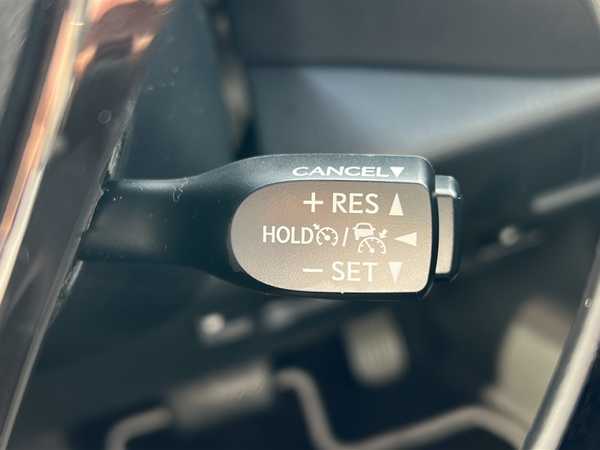 CANCEL▼
+ RES ▲
HOLD / ◀
− SET ▼